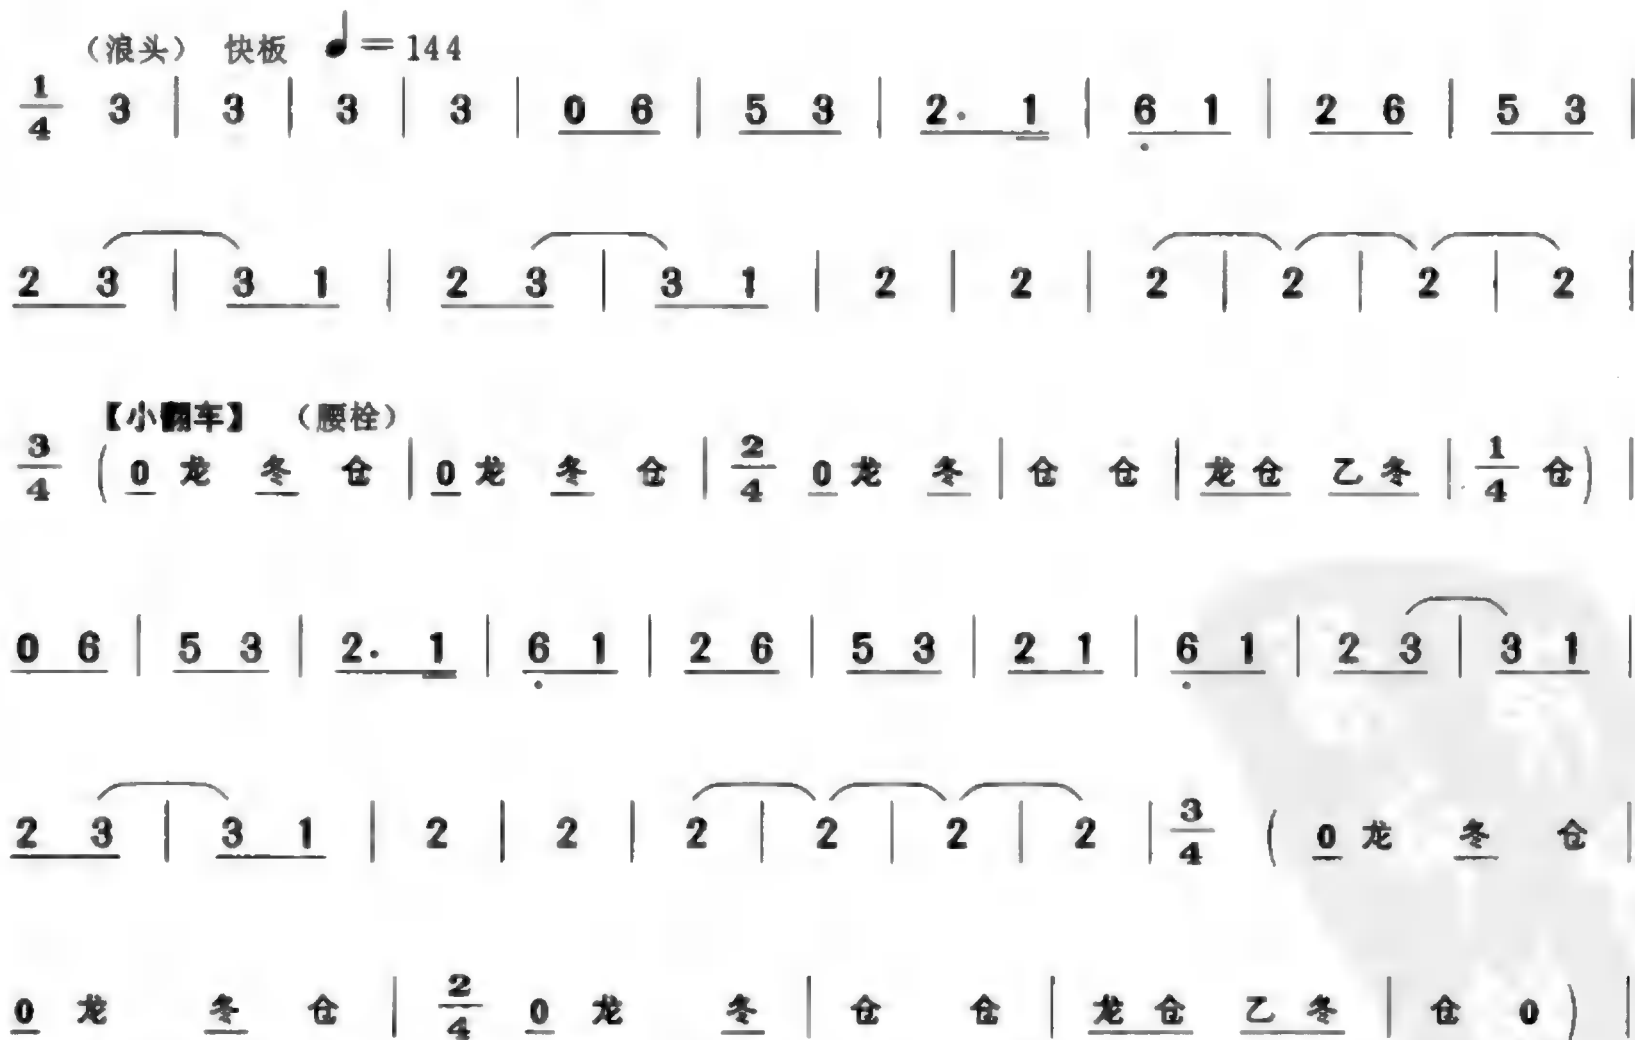 （浪头） 快板 ♩= 144
1/4 3 | 3 | 3 | 3 | 0 6 | 5 3 | 2. 1 | 6̣ 1 | 2 6 | 5 3 |
2 3 | 3 1 | 2 3 | 3 1 | 2 | 2 | 2 | 2 | 2 | 2 |
【小翻车】 （腰栓）
3/4 ( 0 龙 冬 仓 | 0 龙 冬 仓 | 2/4 0 龙 冬 | 仓 仓 | 龙 仓 乙 冬 | 1/4 仓 ) |
0 6 | 5 3 | 2. 1 | 6̣ 1 | 2 6 | 5 3 | 2 1 | 6̣ 1 | 2 3 | 3 1 |
2 3 | 3 1 | 2 | 2 | 2 | 2 | 2 | 2 | 3/4 ( 0 龙 冬 仓 |
0 龙 冬 仓 | 2/4 0 龙 冬 | 仓 仓 | 龙 仓 乙 冬 | 仓 0 ) |